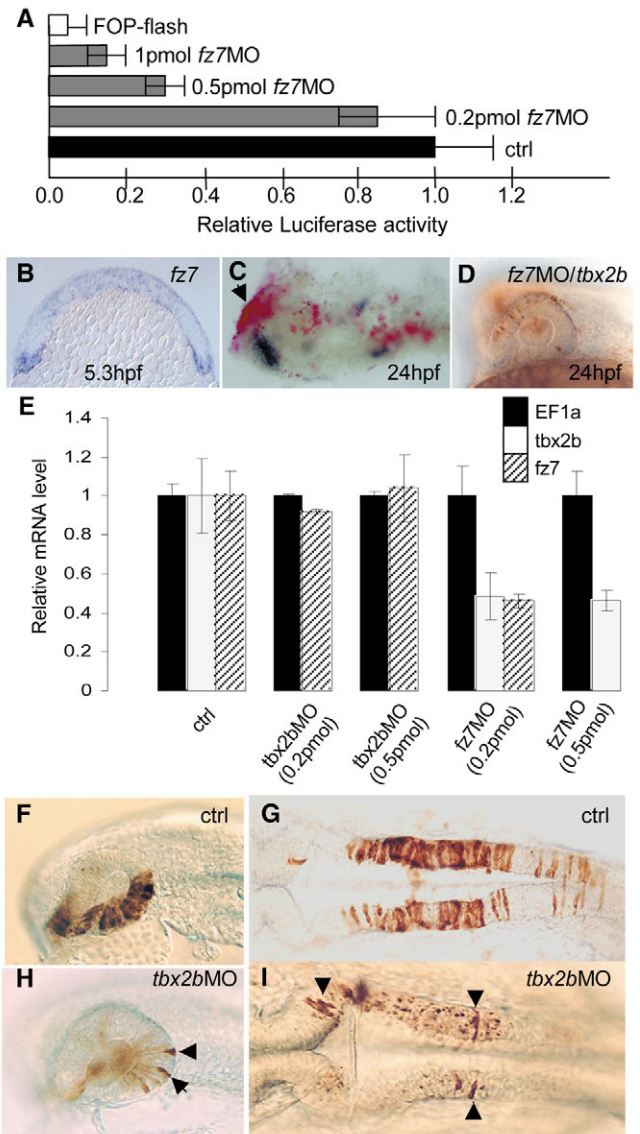 A
FOP-flash
1pmol fz7MO
0.5pmol fz7MO
0.2pmol fz7MO
ctrl
0.0 0.2 0.4 0.6 0.8 1.0 1.2
Relative Luciferase activity
B fz7
5.3hpf
C
24hpf
D fz7MO/tbx2b
24hpf
E
1.4
1.2
1
0.8
0.6
0.4
0.2
0
Relative mRNA level
EF1a
tbx2b
fz7
ctrl
tbx2bMO
(0.2pmol)
tbx2bMO
(0.5pmol)
fz7MO
(0.2pmol)
fz7MO
(0.5pmol)
F ctrl
G ctrl
H tbx2bMO
I tbx2bMO